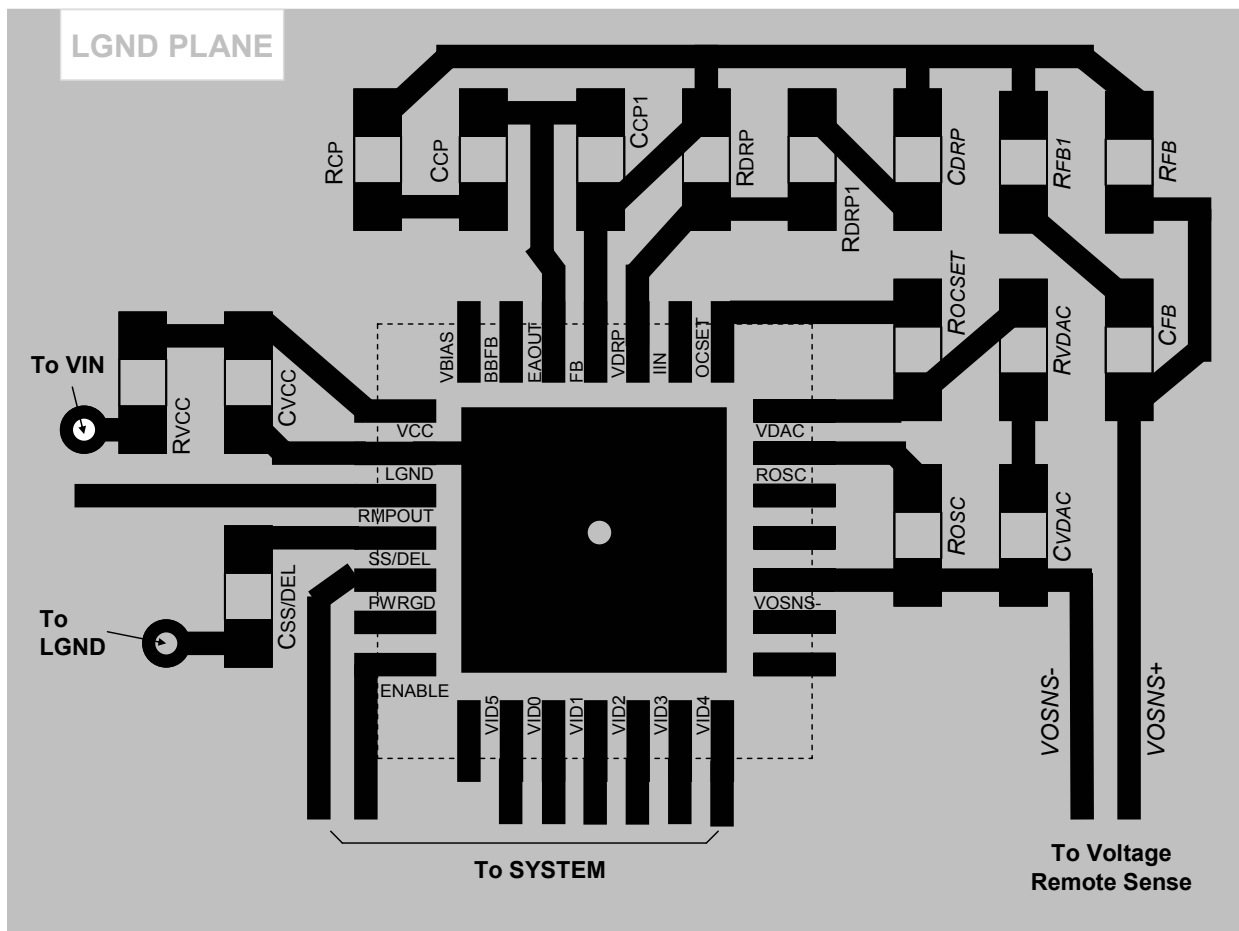 LGND PLANE
RCP
CCP
CCP1
RDRP
RDRP1
CDRP
RFB1
RFB
ROCSET
RVDAC
CFB
VBIAS
BBFB
EAOUT
FB
VDRP
IIN
OCSET
To VIN
RVCC
CVCC
VCC
LGND
RMPOUT
SS/DEL
PWRGD
ENABLE
VDAC
ROSC
VOSNS-
ROSC
CVDAC
CSS/DEL
To
LGND
VID5
VID0
VID1
VID2
VID3
VID4
VOSNS-
VOSNS+
To SYSTEM
To Voltage
Remote Sense